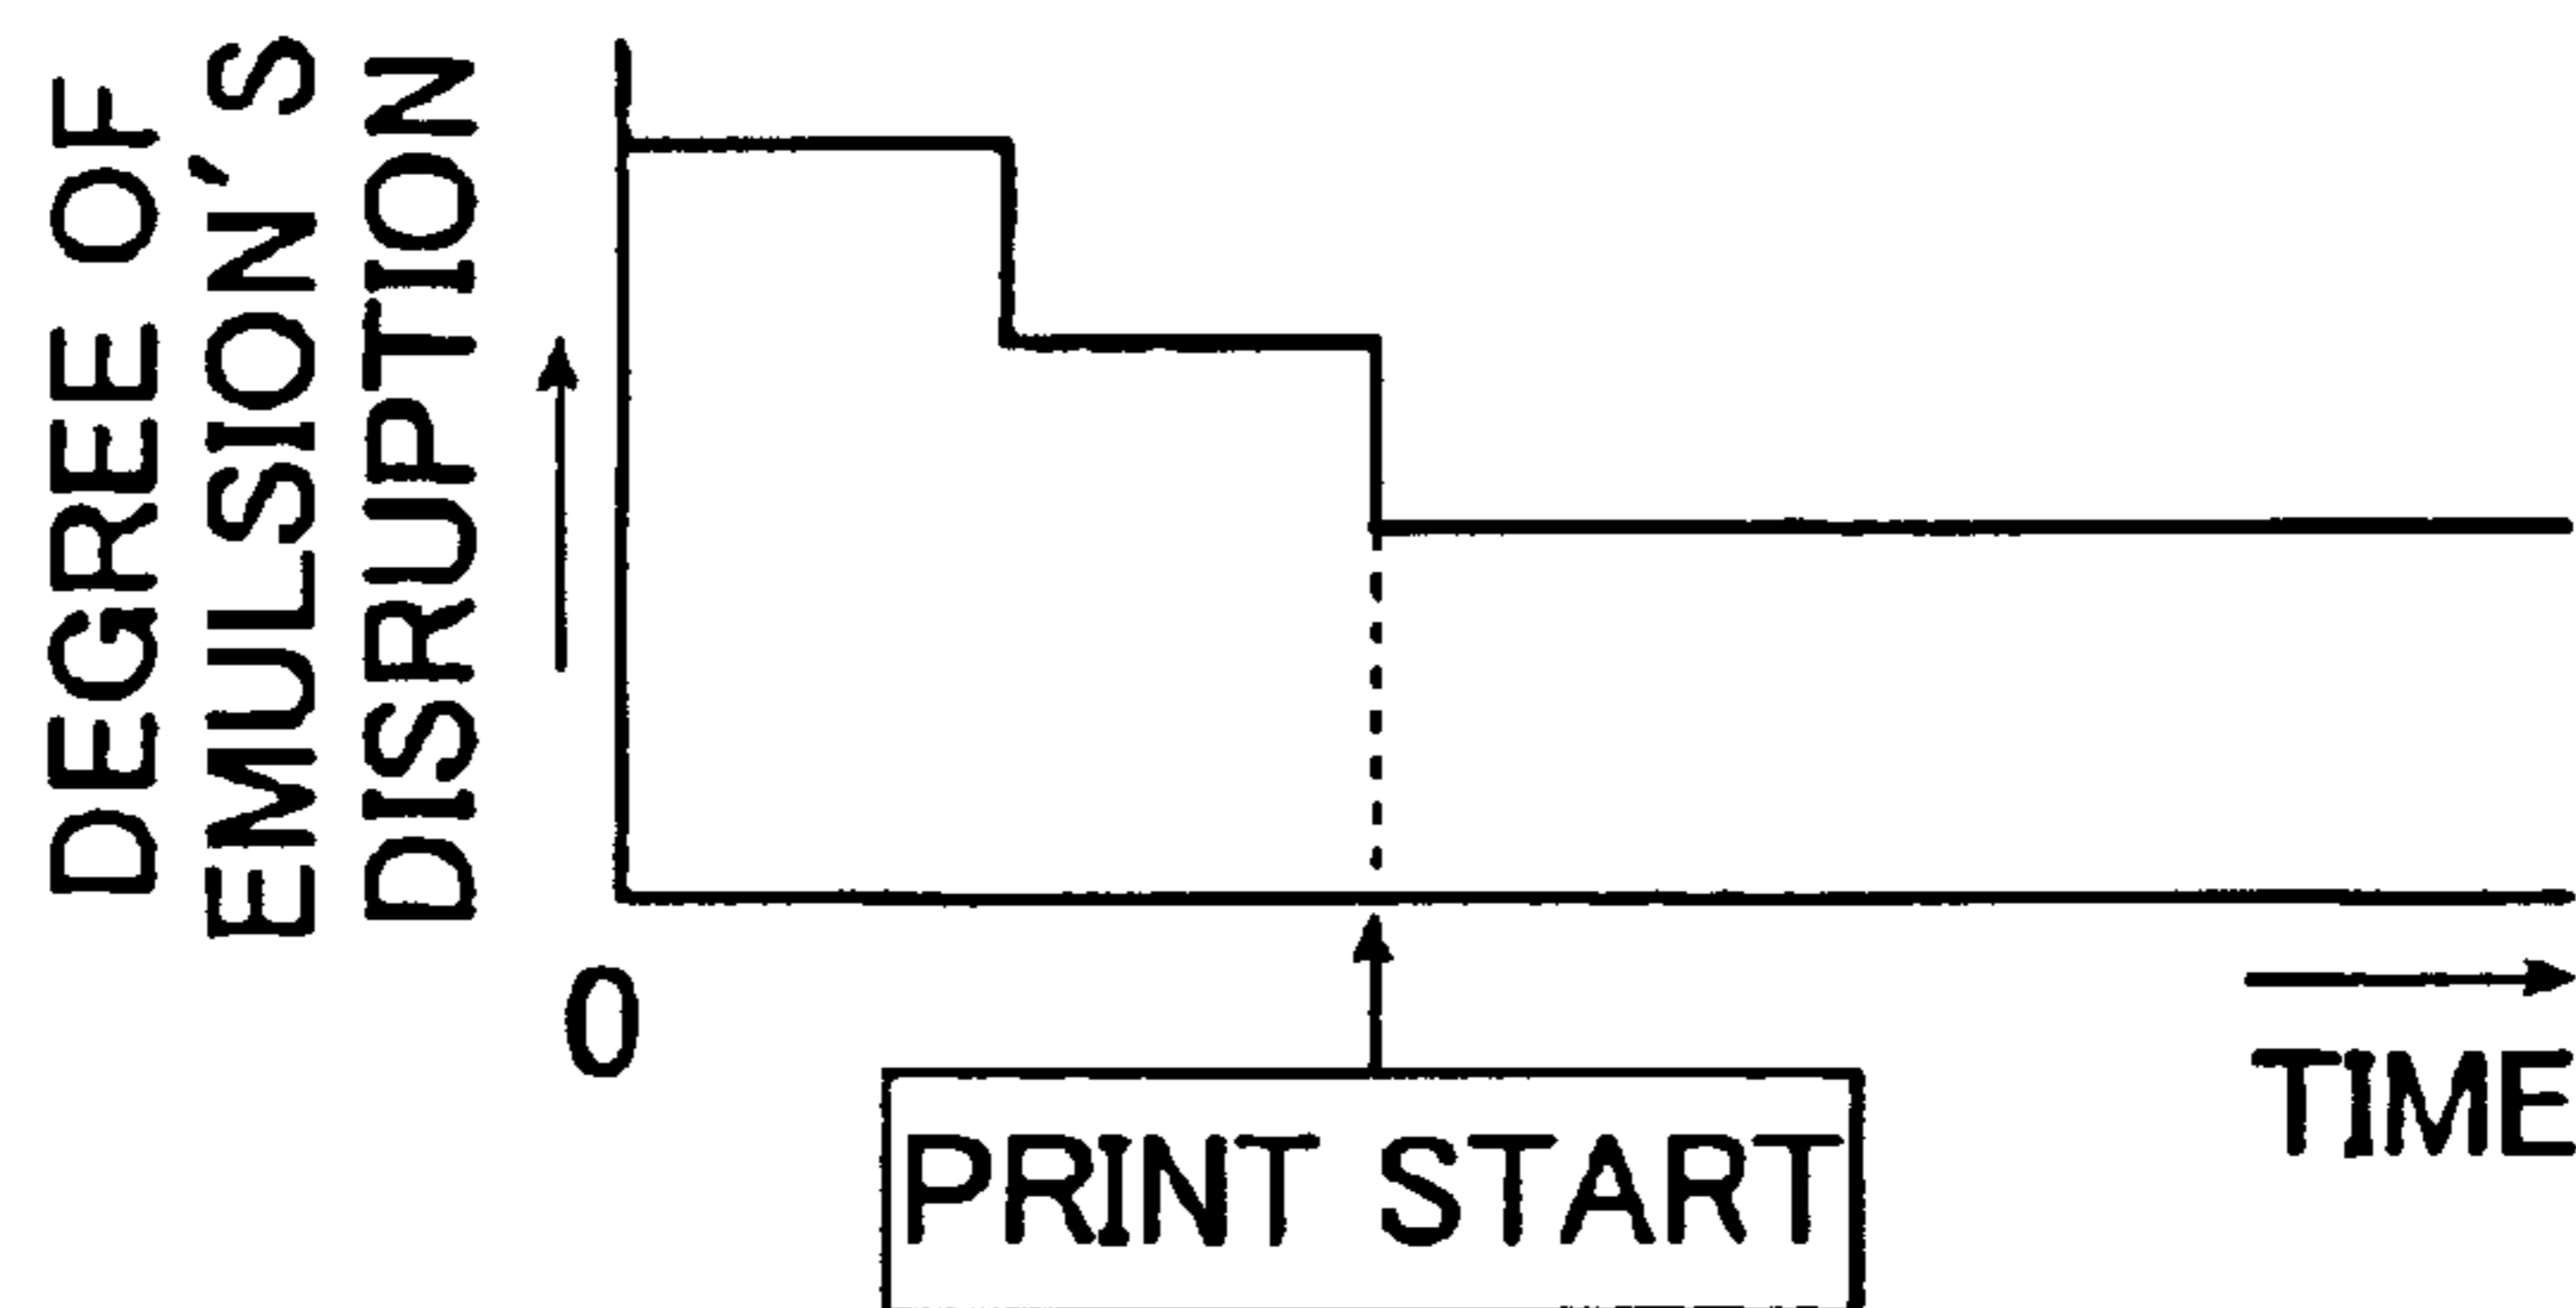 DEGREE OF
EMULSION'S
DISRUPTION
0
TIME
PRINT START